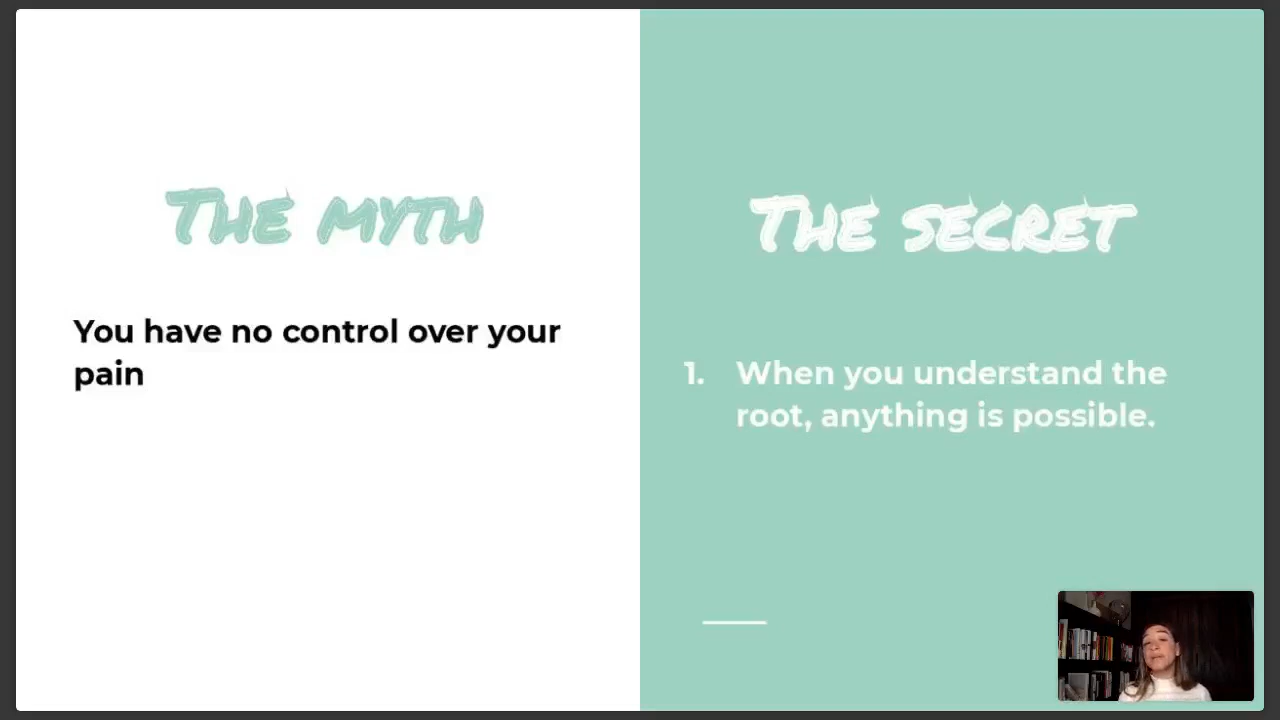 The myth
You have no control over your
pain
The secret
1. When you understand the
root, anything is possible.